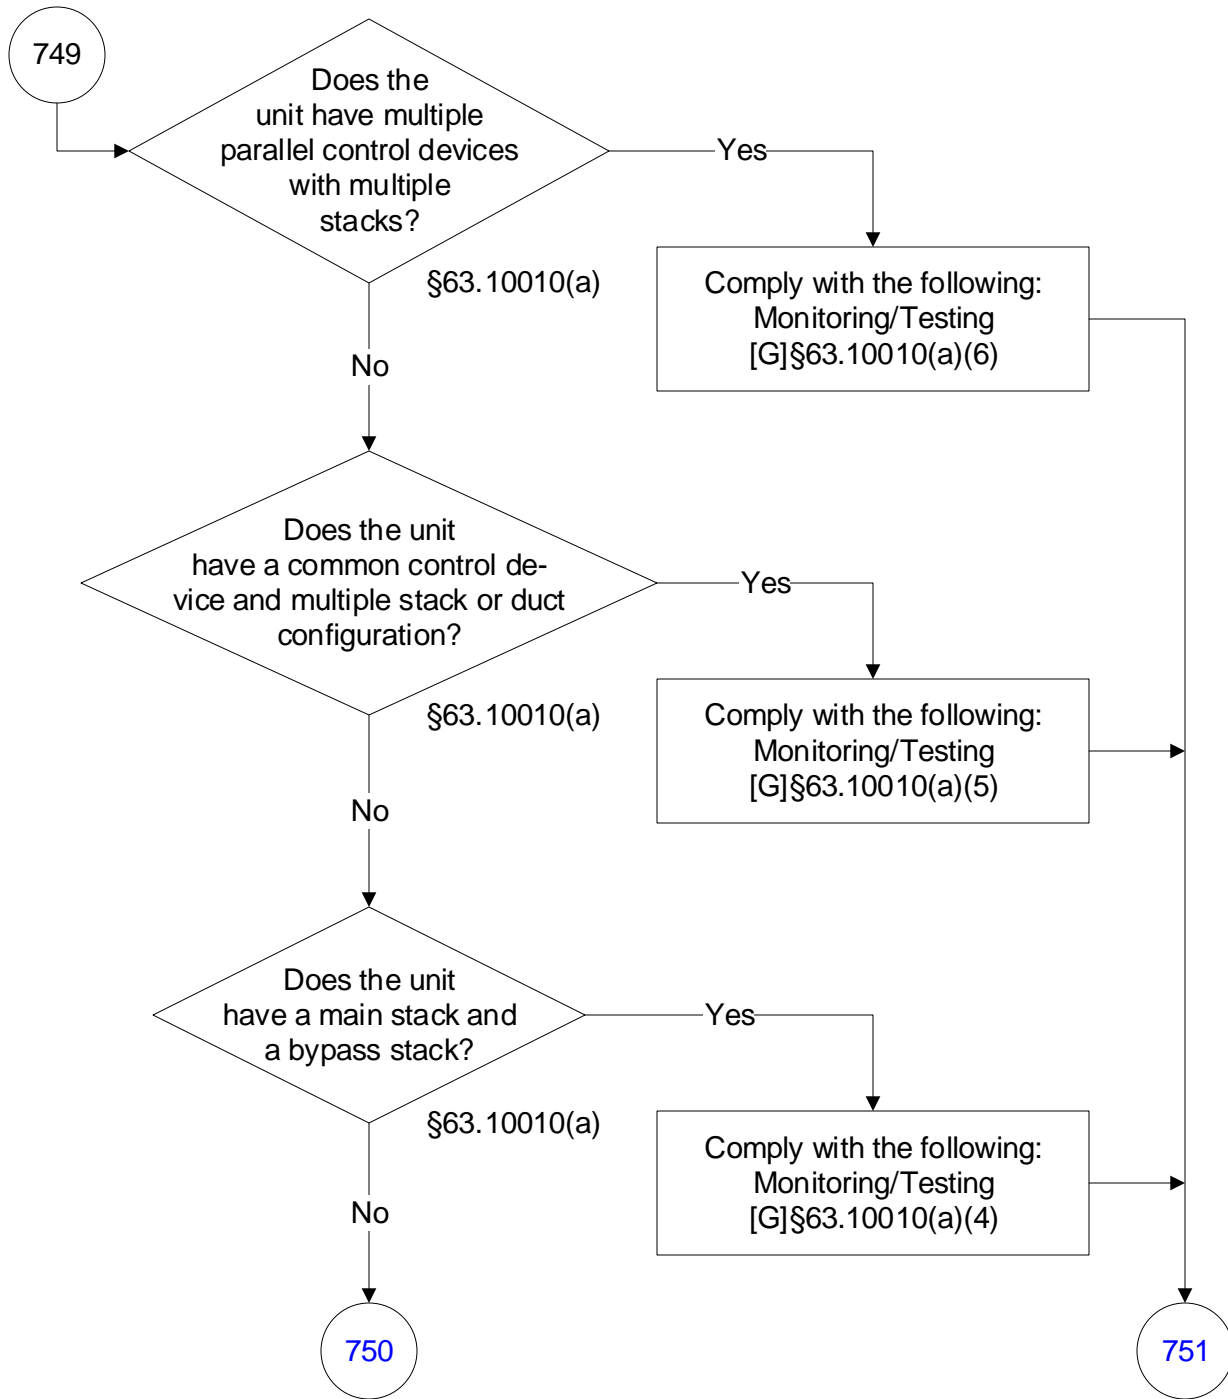 749
Does the
unit have multiple
parallel control devices
with multiple
stacks?
Yes
§63.10010(a)
Comply with the following:
Monitoring/Testing
[G]§63.10010(a)(6)
No
Does the unit
have a common control de-
vice and multiple stack or duct
configuration?
Yes
§63.10010(a)
Comply with the following:
Monitoring/Testing
[G]§63.10010(a)(5)
No
Does the unit
have a main stack and
a bypass stack?
Yes
§63.10010(a)
Comply with the following:
Monitoring/Testing
[G]§63.10010(a)(4)
No
750
751